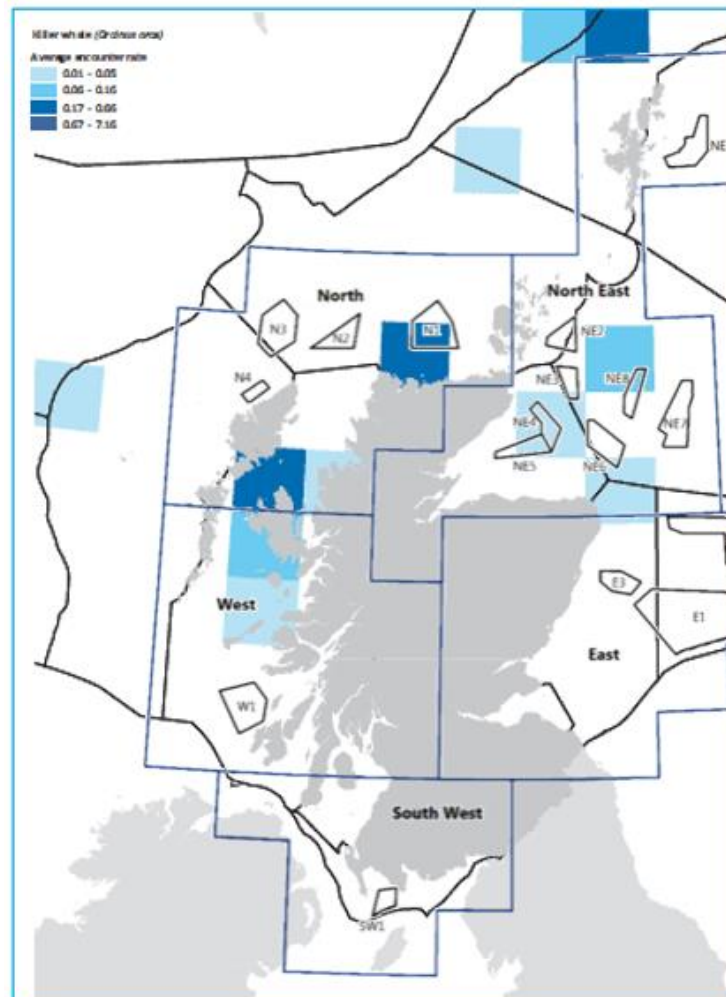 Killer whale (Orcinus orca)
Average encounter rate
0.01 - 0.05
0.06 - 0.16
0.17 - 0.66
0.67 - 7.16
NE
North
North East
N3
N2
N1
NE2
N4
NE3
NE8
NE4
NE7
NE5
NE6
West
E3
E1
East
W1
South West
SW1